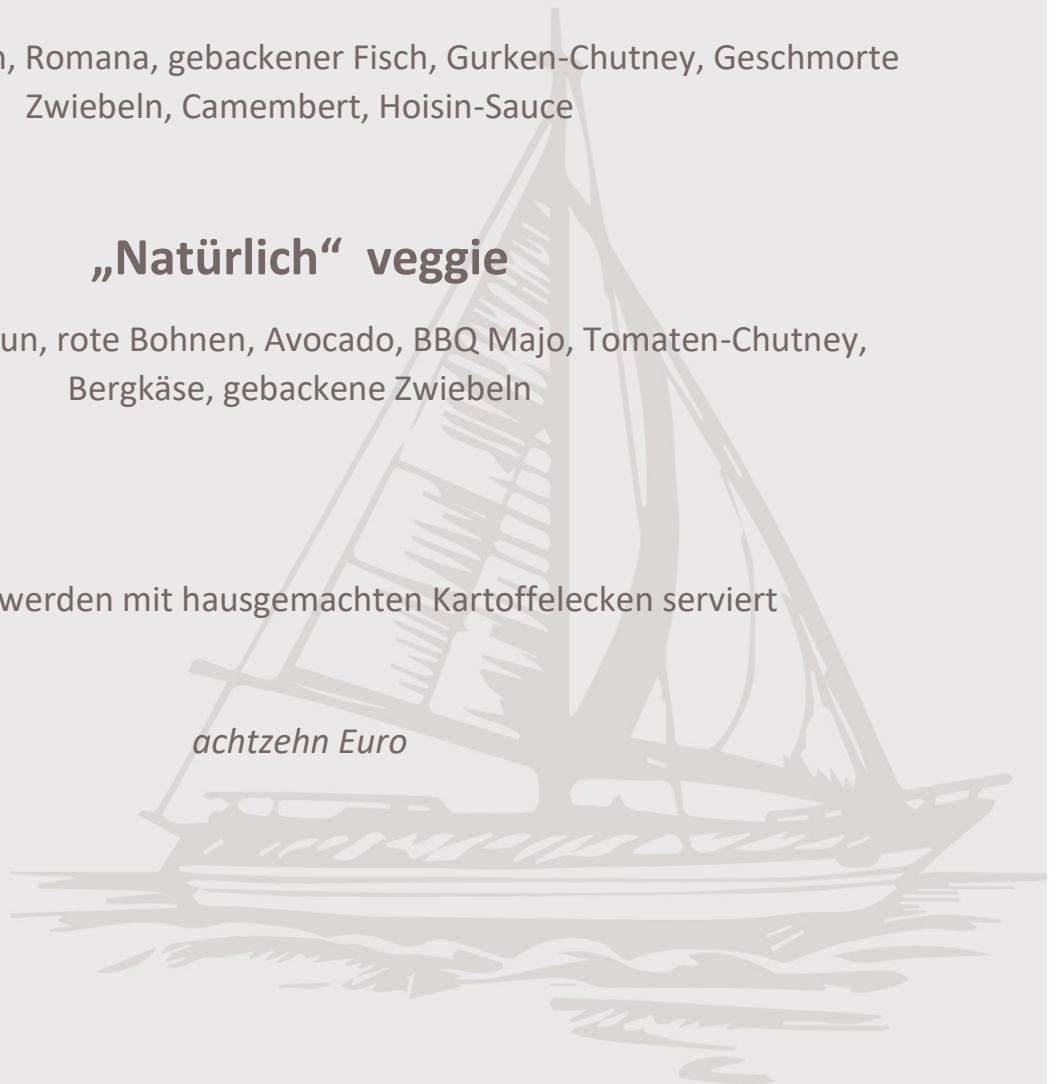 , Romana, gebackener Fisch, Gurken-Chutney, Geschmorte
Zwiebeln, Camembert, Hoisin-Sauce
„Natürlich“ veggie
un, rote Bohnen, Avocado, BBQ Majo, Tomaten-Chutney,
Bergkäse, gebackene Zwiebeln
werden mit hausgemachten Kartoffelecken serviert
achtzehn Euro